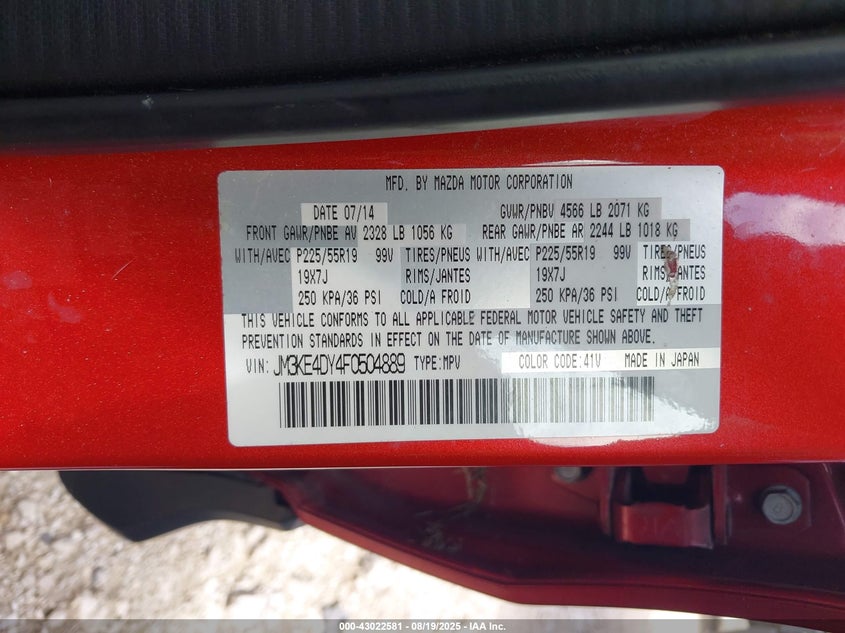 MFD. BY MAZDA MOTOR CORPORATION
DATE 07/14 GVWR/PNBV 4566 LB 2071 KG
FRONT GAWR/PNBE AV 2328 LB 1056 KG REAR GAWR/PNBE AR 2244 LB 1018 KG
WITH/AVEC P225/55R19 99V TIRES/PNEUS WITH/AVEC P225/55R19 99V TIRES/PNEUS
19X7J RIMS/JANTES 19X7J RIMS/JANTES
250 KPA/36 PSI COLD/A FROID 250 KPA/36 PSI COLD/A FROID
THIS VEHICLE CONFORMS TO ALL APPLICABLE FEDERAL MOTOR VEHICLE SAFETY AND THEFT
PREVENTION STANDARDS IN EFFECT ON THE DATE OF MANUFACTURE SHOWN ABOVE.
VIN: JM3KE4DY4F0504889 TYPE:MPV COLOR CODE:41V MADE IN JAPAN
000-43022581 - 08/19/2025 - IAA Inc.